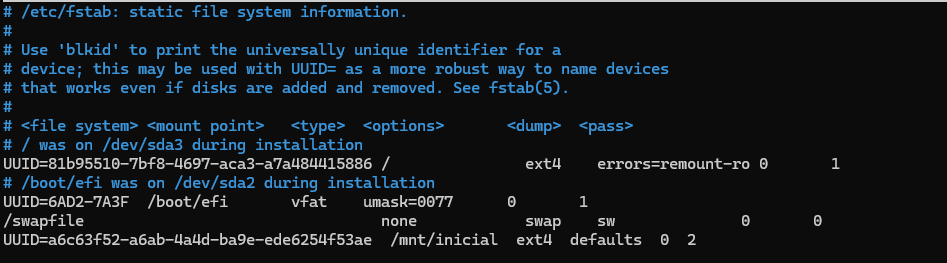 # /etc/fstab: static file system information.
#
# Use 'blkid' to print the universally unique identifier for a
# device; this may be used with UUID= as a more robust way to name devices
# that works even if disks are added and removed. See fstab(5).
#
# <file system> <mount point>   <type>  <options>       <dump>  <pass>
# / was on /dev/sda3 during installation
UUID=81b95510-7bf8-4697-aca3-a7a484415886 /               ext4    errors=remount-ro 0       1
# /boot/efi was on /dev/sda2 during installation
UUID=6AD2-7A3F  /boot/efi       vfat    umask=0077      0       1
/swapfile                                 none            swap    sw              0       0
UUID=a6c63f52-a6ab-4a4d-ba9e-ede6254f53ae  /mnt/inicial  ext4  defaults  0  2